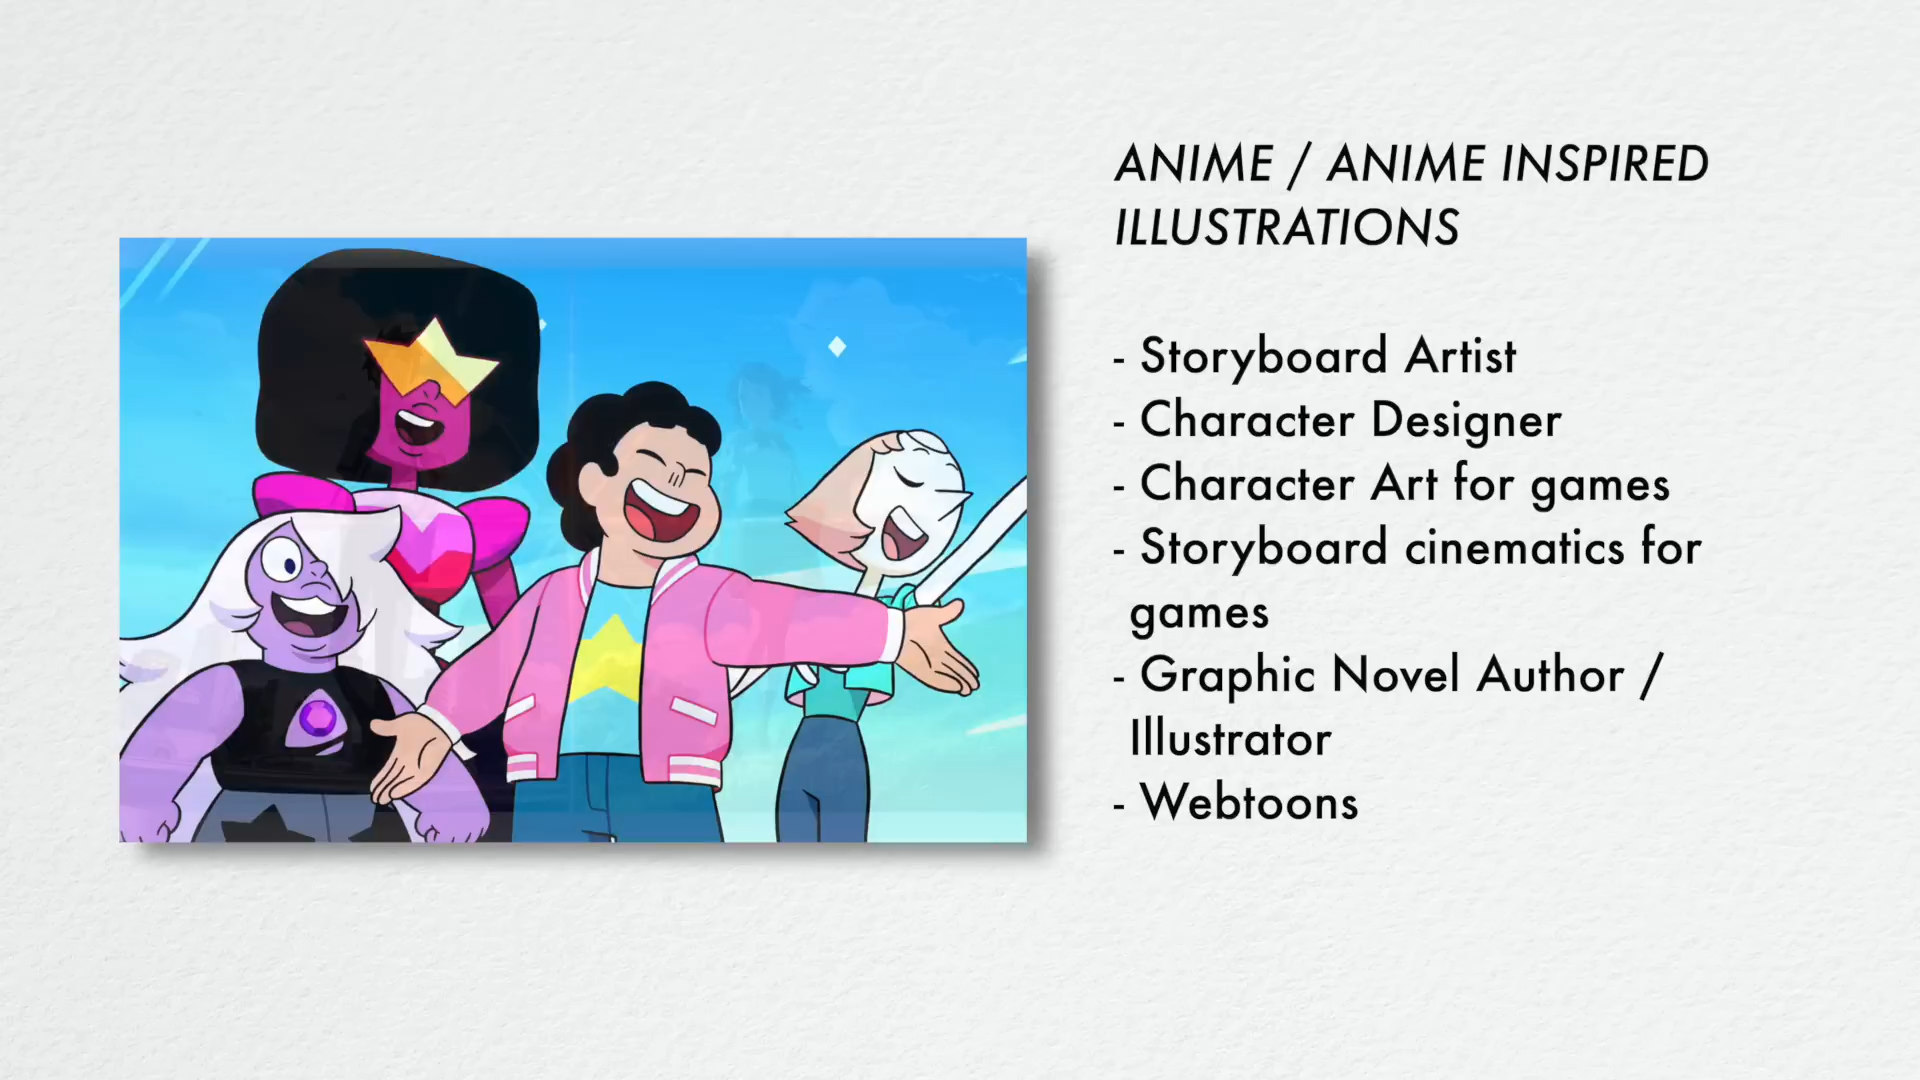 ANIME / ANIME INSPIRED
ILLUSTRATIONS
- Storyboard Artist
- Character Designer
- Character Art for games
- Storyboard cinematics for
games
- Graphic Novel Author /
Illustrator
- Webtoons